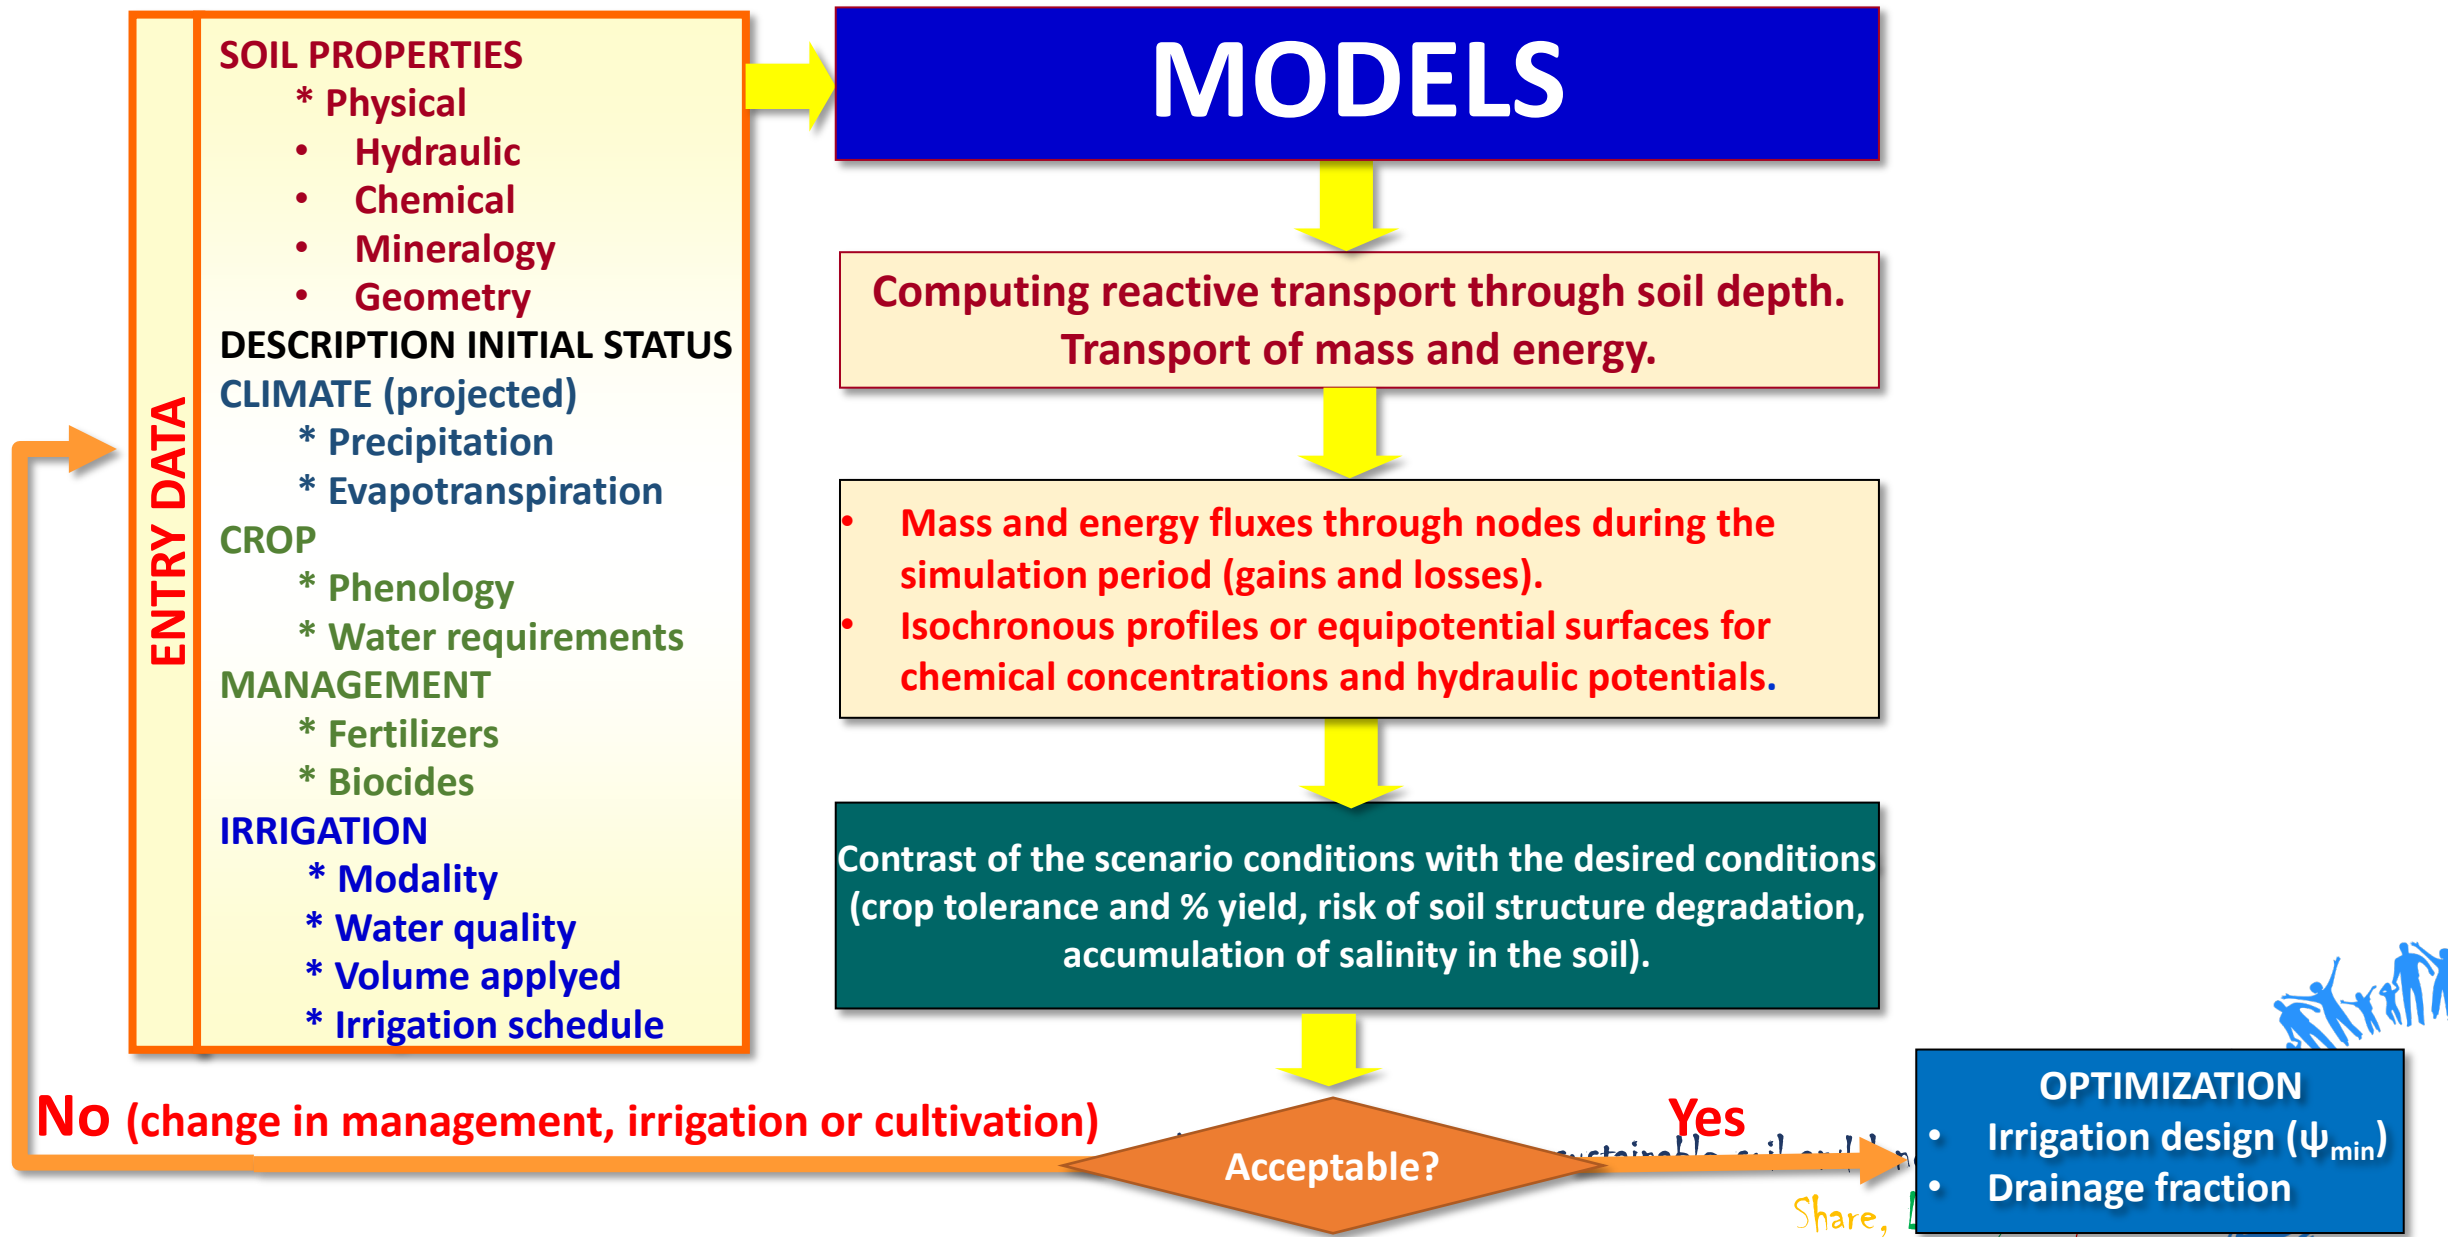 ENTRY DATA
SOIL PROPERTIES
* Physical
• Hydraulic
• Chemical
• Mineralogy
• Geometry
DESCRIPTION INITIAL STATUS
CLIMATE (projected)
* Precipitation
* Evapotranspiration
CROP
* Phenology
* Water requirements
MANAGEMENT
* Fertilizers
* Biocides
IRRIGATION
* Modality
* Water quality
* Volume applyed
* Irrigation schedule
MODELS
Computing reactive transport through soil depth.
Transport of mass and energy.
• Mass and energy fluxes through nodes during the
simulation period (gains and losses).
• Isochronous profiles or equipotential surfaces for
chemical concentrations and hydraulic potentials.
Contrast of the scenario conditions with the desired conditions
(crop tolerance and % yield, risk of soil structure degradation,
accumulation of salinity in the soil).
No (change in management, irrigation or cultivation)
Acceptable?
Yes
sustainable soil
Share,
OPTIMIZATION
• Irrigation design (ψmin)
• Drainage fraction